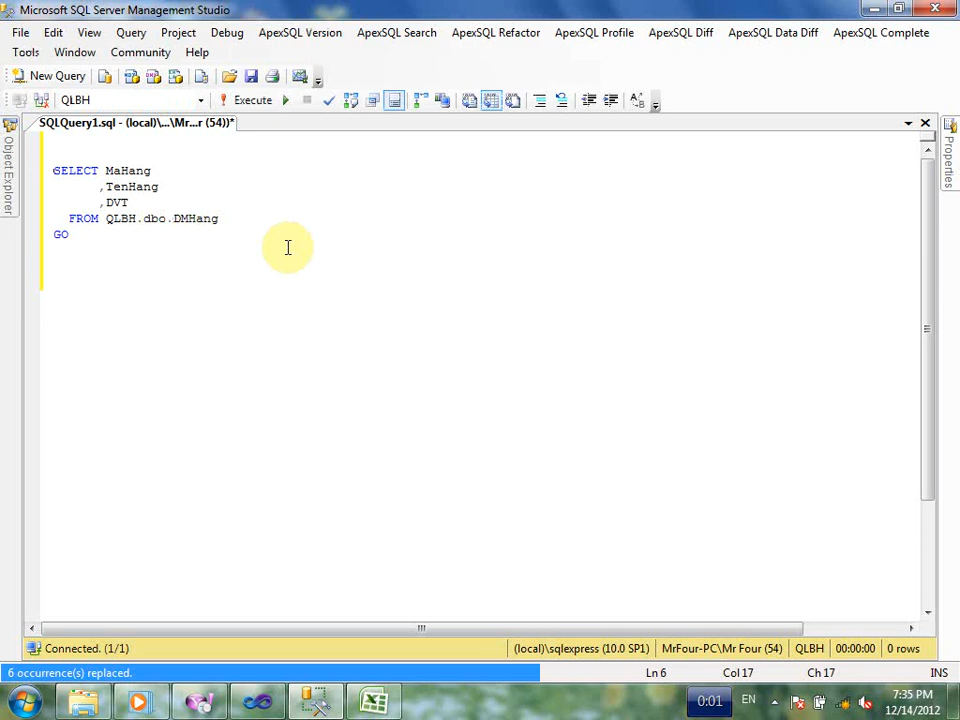 Microsoft SQL Server Management Studio
File Edit View Query Project Debug ApexSQL Version ApexSQL Search ApexSQL Refactor ApexSQL Profile ApexSQL Diff ApexSQL Data Diff ApexSQL Complete
Tools Window Community Help
New Query
QLBH Execute
SQLQuery1.sql - (local)\...\Mr...r (54))*
Object Explorer
Properties
SELECT MaHang
,TenHang
,DVT
FROM QLBH.dbo.DMHang
GO
Connected. (1/1) (local)\sqlexpress (10.0 SP1) MrFour-PC\Mr Four (54) QLBH 00:00:00 0 rows
6 occurrence(s) replaced. Ln 6 Col 17 Ch 17 INS
0:01 EN 7:35 PM
12/14/2012